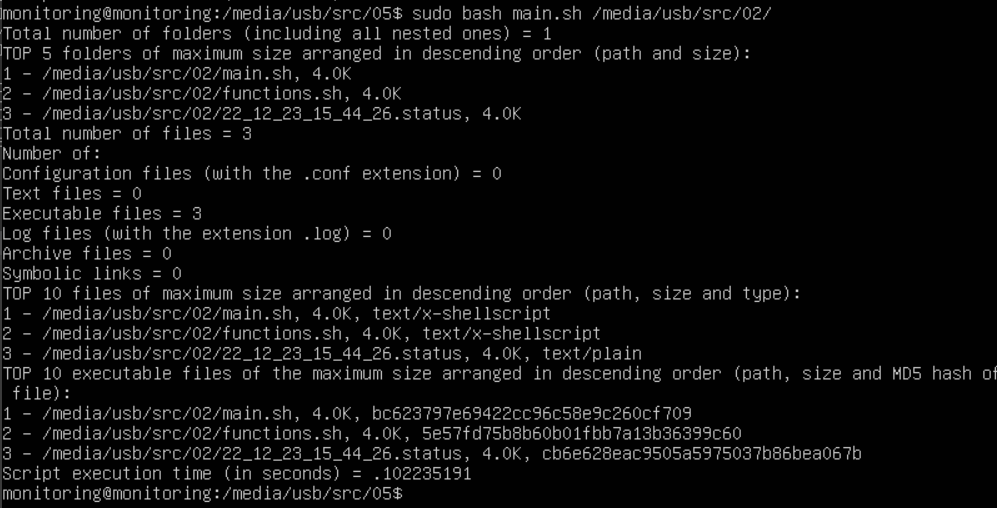 monitoring@monitoring:/media/usb/src/05$ sudo bash main.sh /media/usb/src/02/
Total number of folders (including all nested ones) = 1
TOP 5 folders of maximum size arranged in descending order (path and size):
1 - /media/usb/src/02/main.sh, 4.0K
2 - /media/usb/src/02/functions.sh, 4.0K
3 - /media/usb/src/02/22_12_23_15_44_26.status, 4.0K
Total number of files = 3
Number of:
Configuration files (with the .conf extension) = 0
Text files = 0
Executable files = 3
Log files (with the extension .log) = 0
Archive files = 0
Symbolic links = 0
TOP 10 files of maximum size arranged in descending order (path, size and type):
1 - /media/usb/src/02/main.sh, 4.0K, text/x-shellscript
2 - /media/usb/src/02/functions.sh, 4.0K, text/x-shellscript
3 - /media/usb/src/02/22_12_23_15_44_26.status, 4.0K, text/plain
TOP 10 executable files of the maximum size arranged in descending order (path, size and MD5 hash of
 file):
1 - /media/usb/src/02/main.sh, 4.0K, bc623797e69422cc96c58e9c260cf709
2 - /media/usb/src/02/functions.sh, 4.0K, 5e57fd75b8b60b01fbb7a13b36399c60
3 - /media/usb/src/02/22_12_23_15_44_26.status, 4.0K, cb6e628eac9505a5975037b86bea067b
Script execution time (in seconds) = .102235191
monitoring@monitoring:/media/usb/src/05$